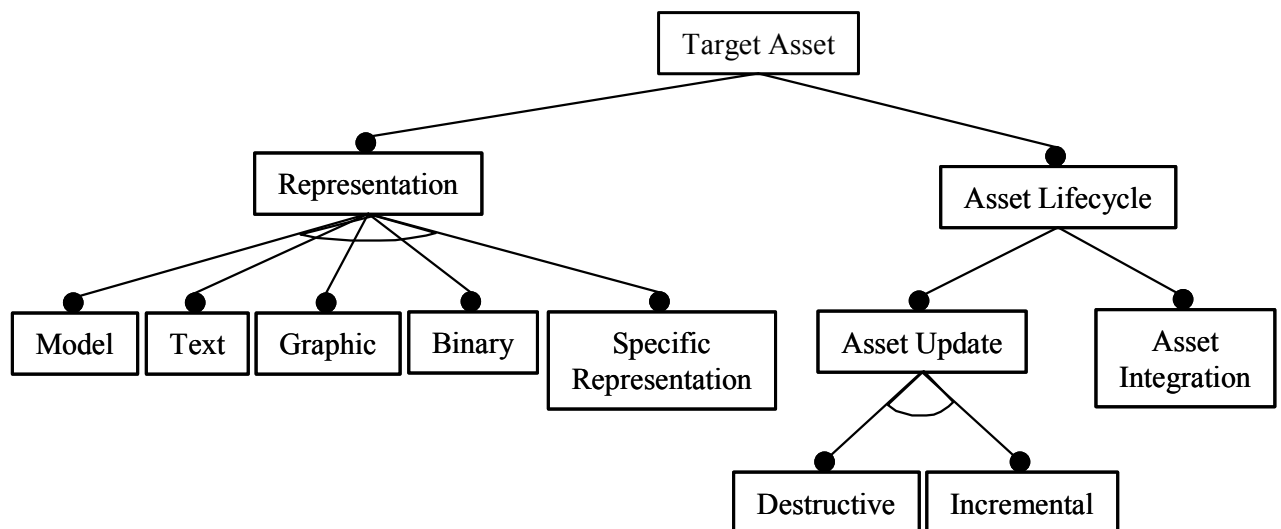 Target Asset
Representation
Asset Lifecycle
Model
Text
Graphic
Binary
Specific
Representation
Asset Update
Asset
Integration
Destructive
Incremental